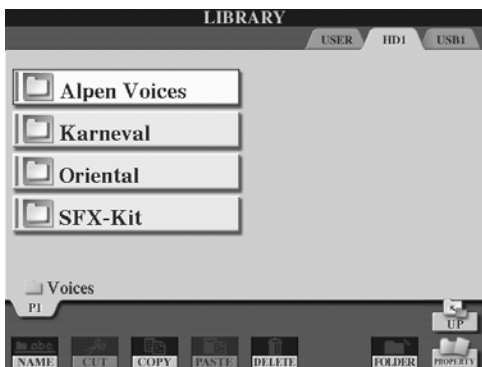 LIBRARY
USER HD1 USB1
Alpen Voices
Karneval
Oriental
SFX-Kit
Voices
P1
UP
abc
NAME CUT COPY PASTE DELETE FOLDER PROPERTY